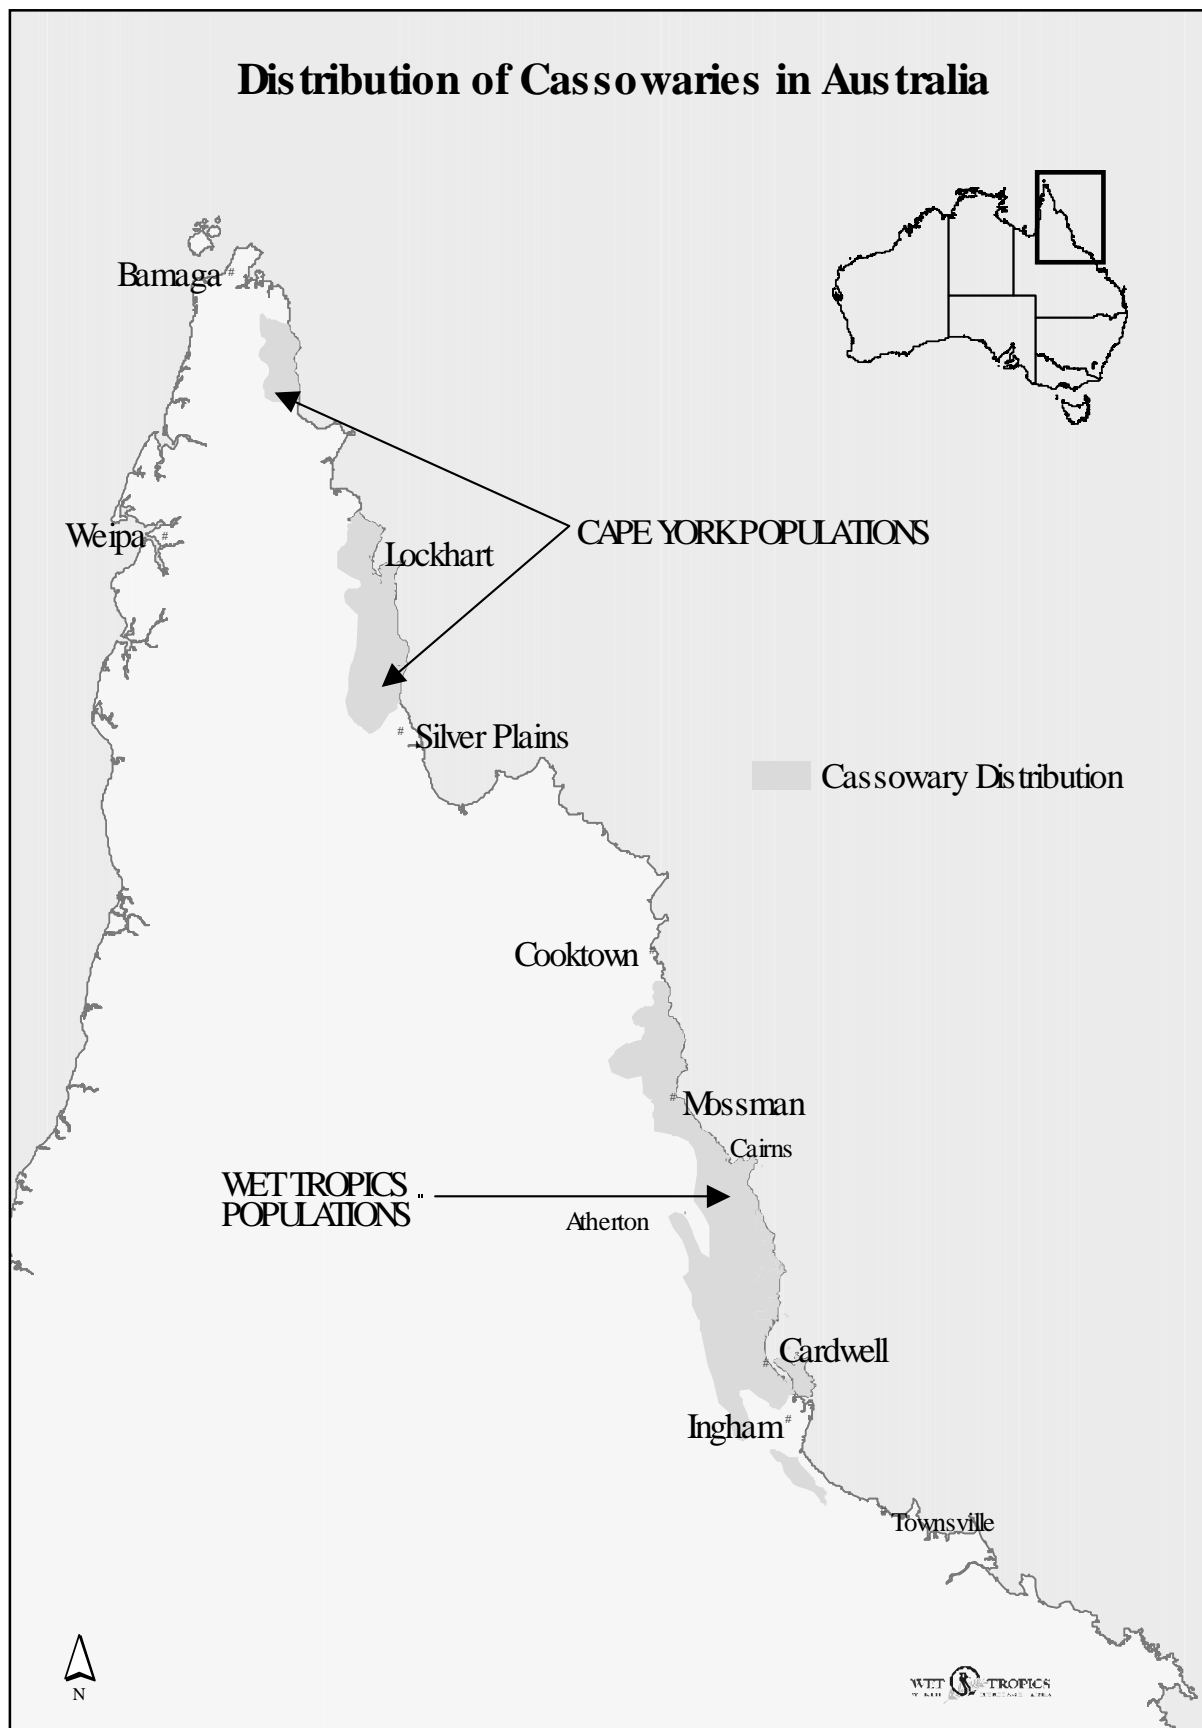 Distribution of Cassowaries in Australia
Bamaga
Weipa
CAPE YORK POPULATIONS
Lockhart
Silver Plains
Cassowary Distribution
Cooktown
Mossman
Cairns
WET TROPICS
POPULATIONS
Atherton
Cardwell
Ingham
Townsville
N
WET TROPICS